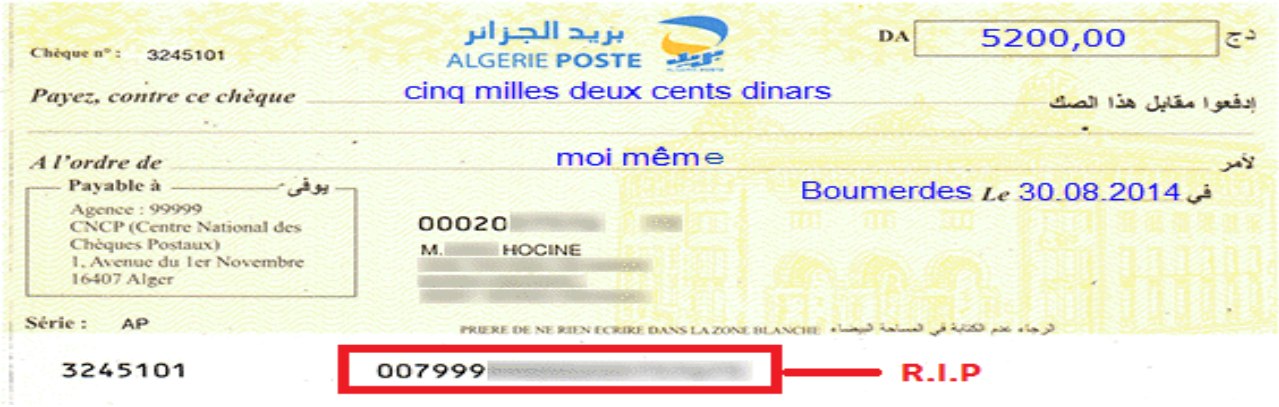 بريد الجزائر
ALGERIE POSTE
Chèque n° : 3245101
DA 5200,00 دج
Payez, contre ce chèque cinq milles deux cents dinars إدفعوا مقابل هذا الصك
A l'ordre de moi même لأمر
Payable à يوفى
Boumerdes Le 30.08.2014 في
Agence : 99999
CNCP (Centre National des
Chèques Postaux)
1, Avenue du 1er Novembre
16407 Alger
00020
M. HOCINE
Série : AP
PRIERE DE NE RIEN ECRIRE DANS LA ZONE BLANCHE الرجاء عدم الكتابة في المساحة البيضاء
3245101 007999 R.I.P